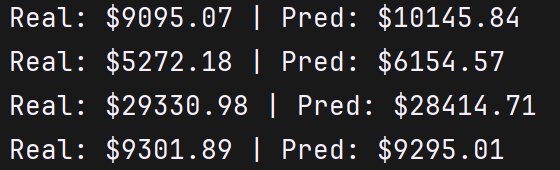 Real: $9095.07 | Pred: $10145.84
Real: $5272.18 | Pred: $6154.57
Real: $29330.98 | Pred: $28414.71
Real: $9301.89 | Pred: $9295.01